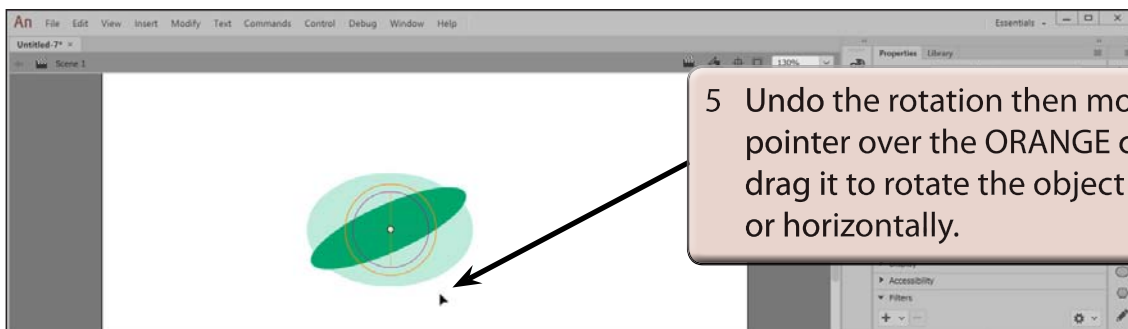 An File Edit View Insert Modify Text Commands Control Debug Window Help Essentials
Untitled-7* ×
Scene 1 130% Properties Library
5 Undo the rotation then mo
pointer over the ORANGE
drag it to rotate the object
or horizontally.
Accessibility
Filters